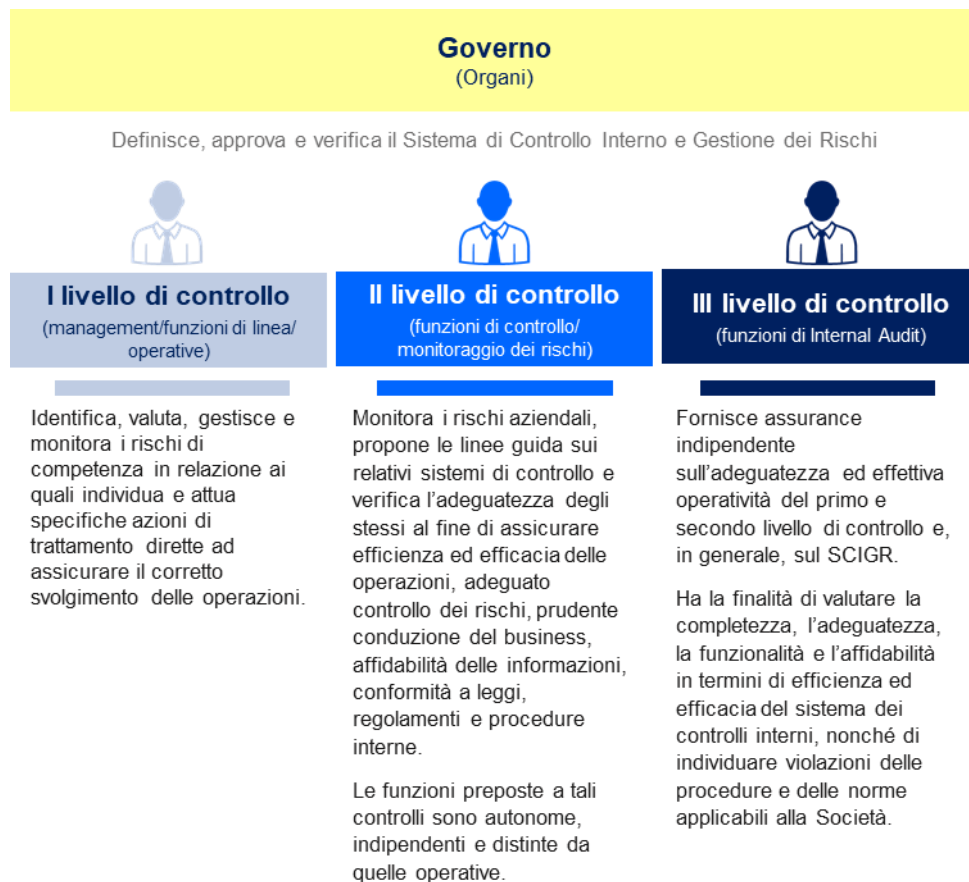 Governo
(Organi)
Definisce, approva e verifica il Sistema di Controllo Interno e Gestione dei Rischi
I livello di controllo
(management/funzioni di linea/
operative)
Identifica, valuta, gestisce e
monitora i rischi di
competenza in relazione ai
quali individua e attua
specifiche azioni di
trattamento dirette ad
assicurare il corretto
svolgimento delle operazioni.
II livello di controllo
(funzioni di controllo/
monitoraggio dei rischi)
Monitora i rischi aziendali,
propone le linee guida sui
relativi sistemi di controllo e
verifica l’adeguatezza degli
stessi al fine di assicurare
efficienza ed efficacia delle
operazioni, adeguato
controllo dei rischi, prudente
conduzione del business,
affidabilità delle informazioni,
conformità a leggi,
regolamenti e procedure
interne.
Le funzioni preposte a tali
controlli sono autonome,
indipendenti e distinte da
quelle operative.
III livello di controllo
(funzioni di Internal Audit)
Fornisce assurance
indipendente
sull’adeguatezza ed effettiva
operatività del primo e
secondo livello di controllo e,
in generale, sul SCIGR.
Ha la finalità di valutare la
completezza, l’adeguatezza,
la funzionalità e l’affidabilità
in termini di efficienza ed
efficacia del sistema dei
controlli interni, nonché di
individuare violazioni delle
procedure e delle norme
applicabili alla Società.